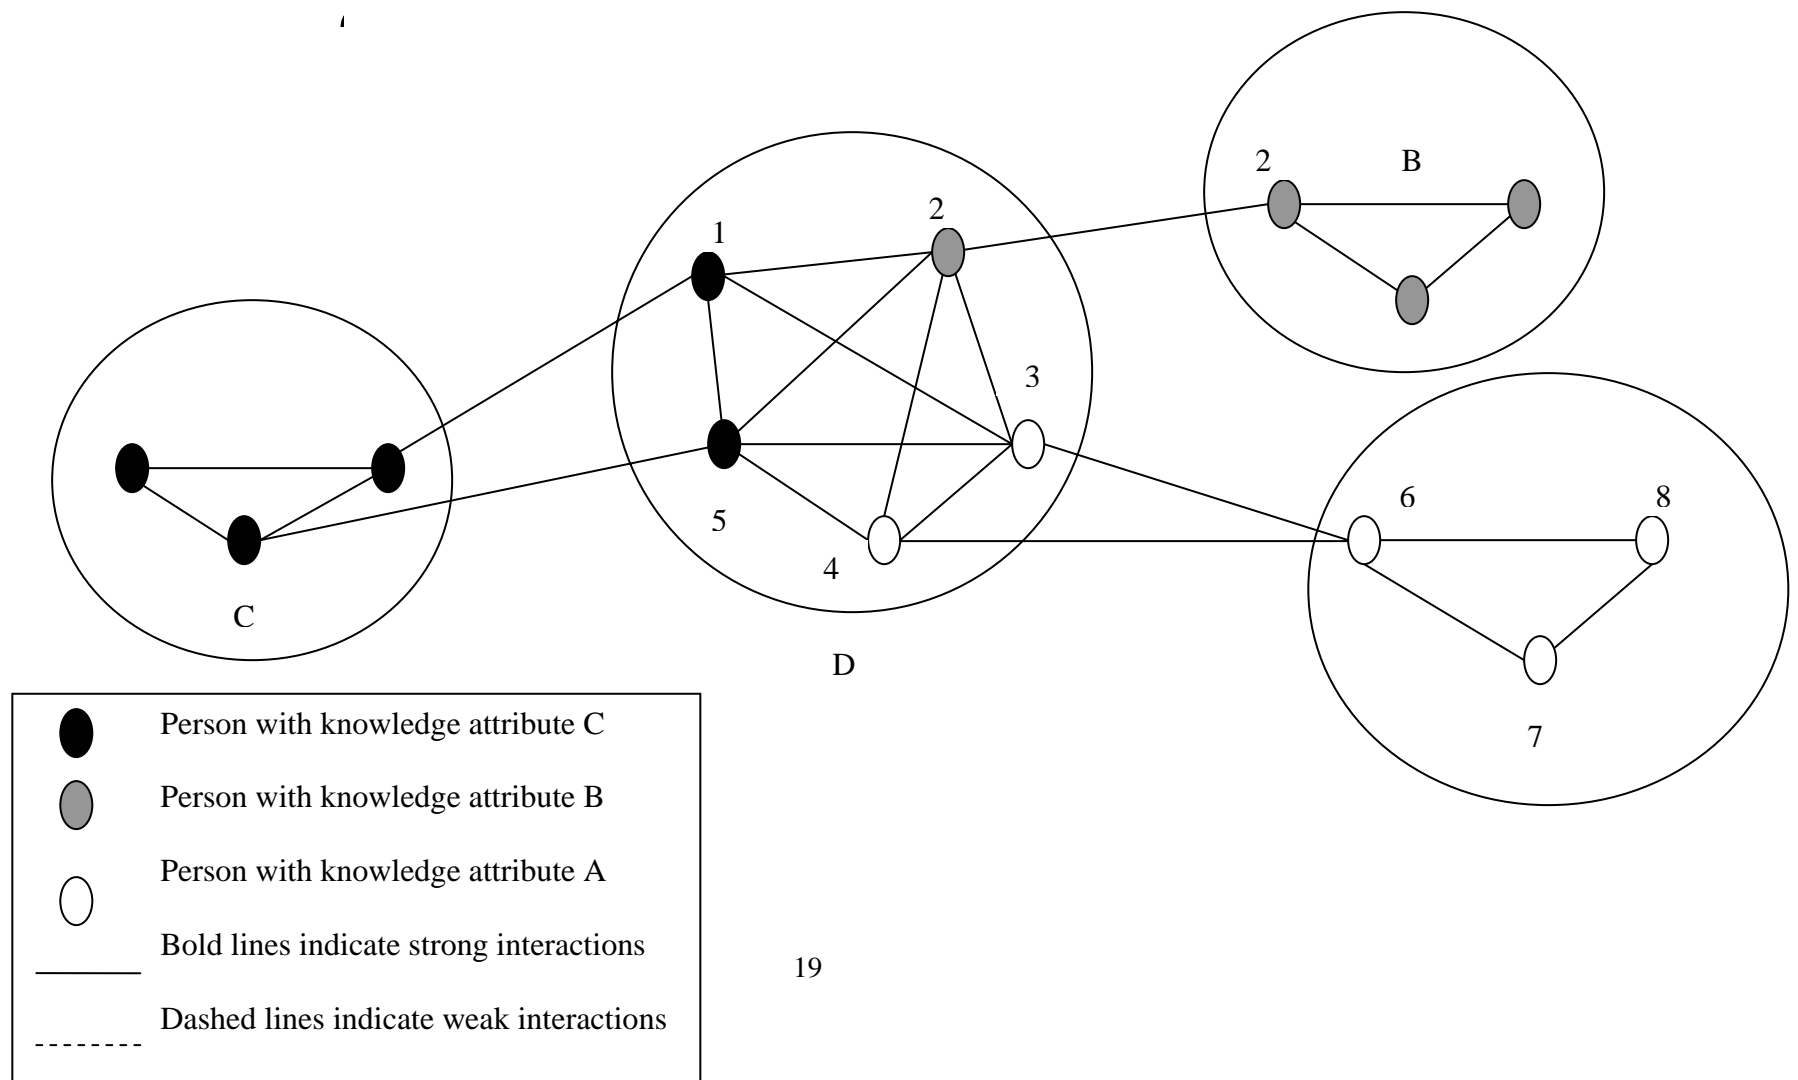 2
B
2
1
3
6
8
5
4
C
D
7
Person with knowledge attribute C
Person with knowledge attribute B
Person with knowledge attribute A
Bold lines indicate strong interactions
19
Dashed lines indicate weak interactions